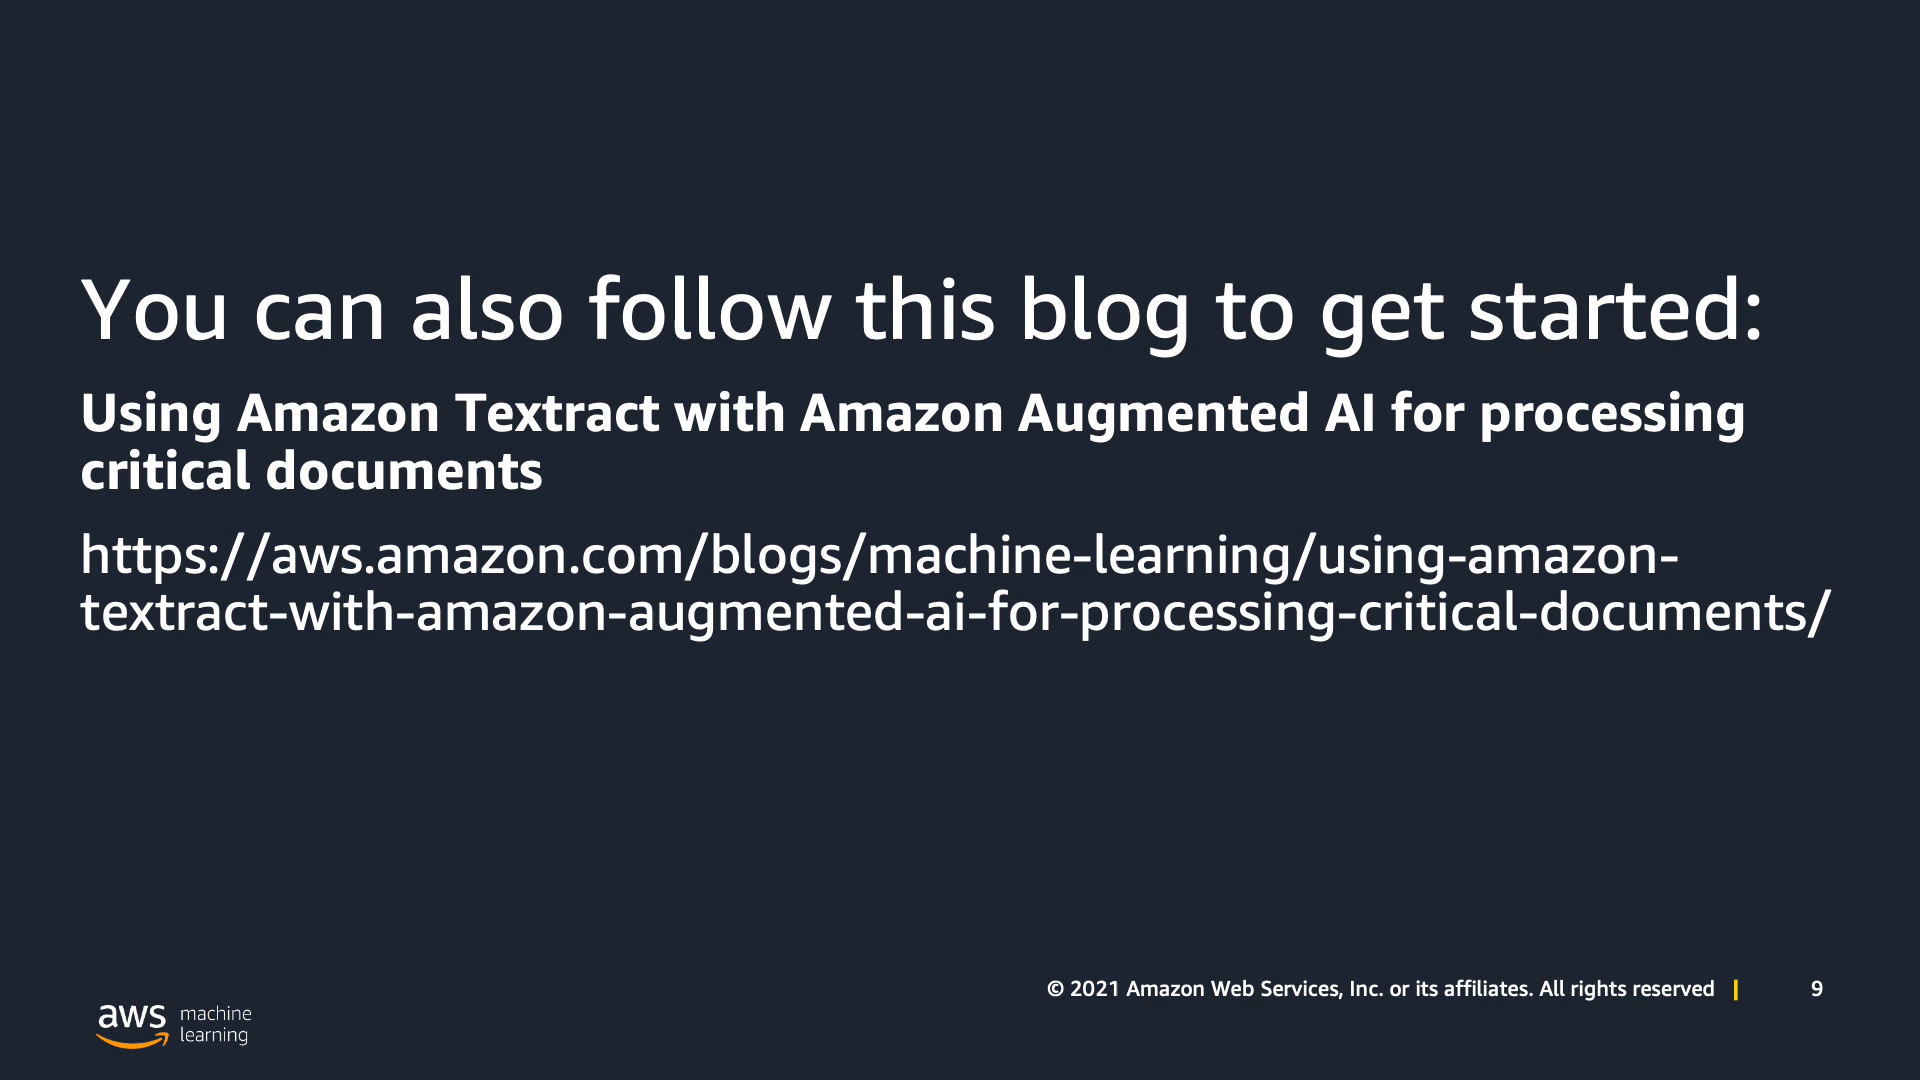 You can also follow this blog to get started:
Using Amazon Textract with Amazon Augmented AI for processing
critical documents
https://aws.amazon.com/blogs/machine-learning/using-amazon-
textract-with-amazon-augmented-ai-for-processing-critical-documents/
© 2021 Amazon Web Services, Inc. or its affiliates. All rights reserved | 9
aws machine
learning